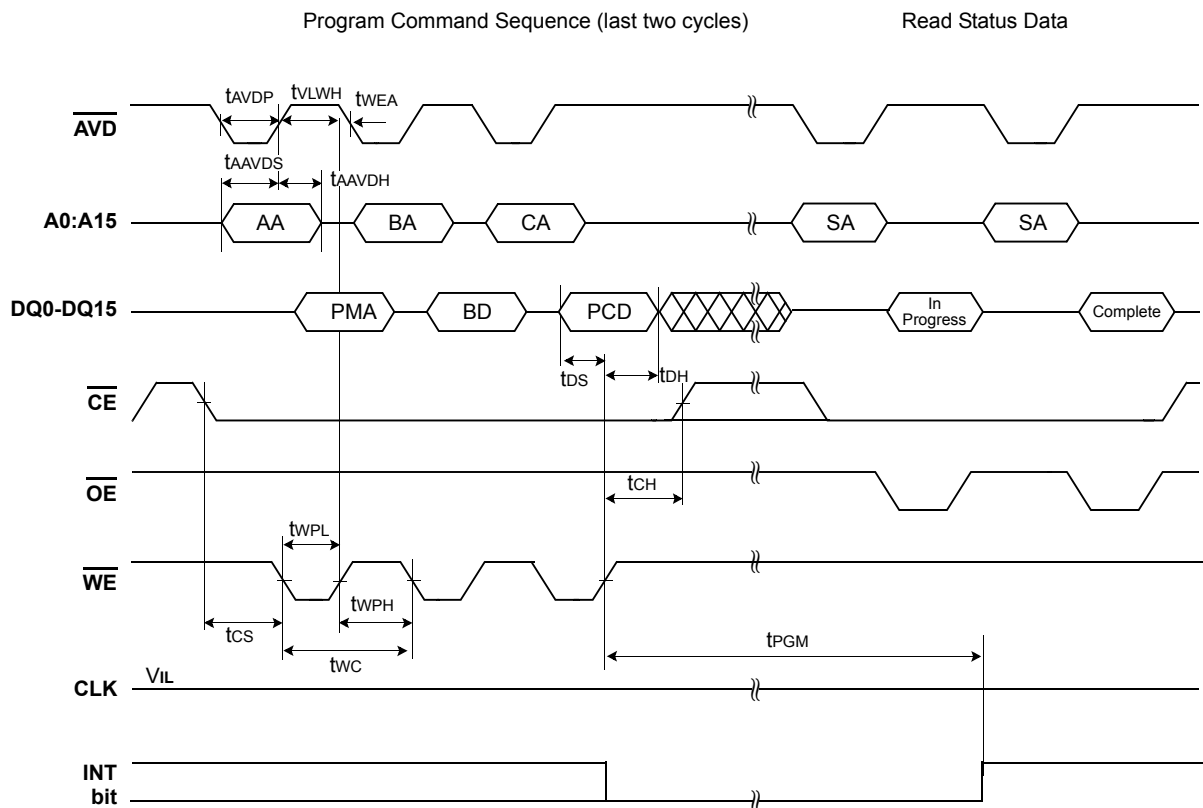 Program Command Sequence (last two cycles) Read Status Data
tAVDP tVLWH tWEA
AVD
tAAVDS tAAVDH
A0:A15 AA BA CA SA SA
DQ0-DQ15 PMA BD PCD In Progress Complete
tDS tDH
CE
tCH
OE
tWPL
WE
tWPH
tCS tWC tPGM
VIL
CLK
INT
bit